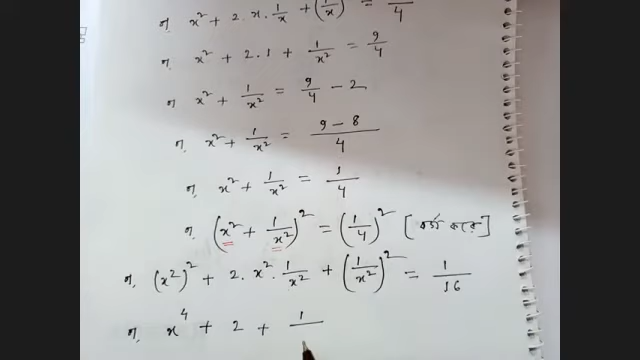 বা, x² + 2. x. 1/x + (1/x)² = /4
বা, x² + 2. 1 + 1/x² = 9/4
বা, x² + 1/x² = 9/4 - 2
বা, x² + 1/x² = 9 - 8/4
বা, x² + 1/x² = 1/4
বা, (x² + 1/x²)² = (1/4)² [বর্গ করে]
বা, (x²)² + 2. x². 1/x² + (1/x²)² = 1/16
বা, x⁴ + 2 + 1/